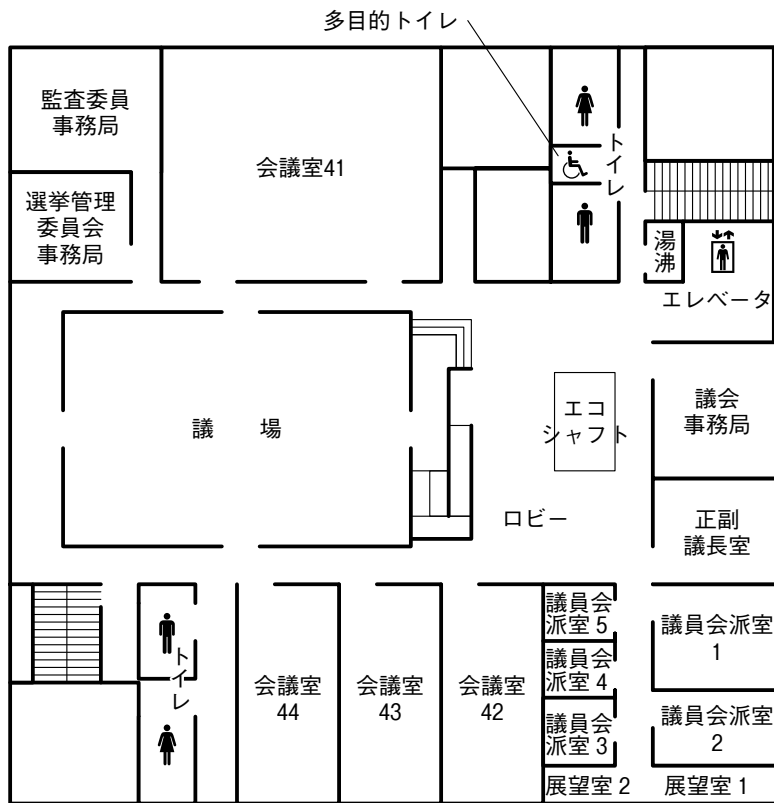 多目的トイレ
監査委員
事務局
会議室41
トイレ
選挙管理
委員会
事務局
湯沸
エレベータ
議場
エコ
シャフト
議会
事務局
ロビー
正副
議長室
トイレ
会議室
44
会議室
43
会議室
42
議員会
派室5
議員会
派室4
議員会
派室3
議員会派室
1
議員会派室
2
展望室2
展望室1